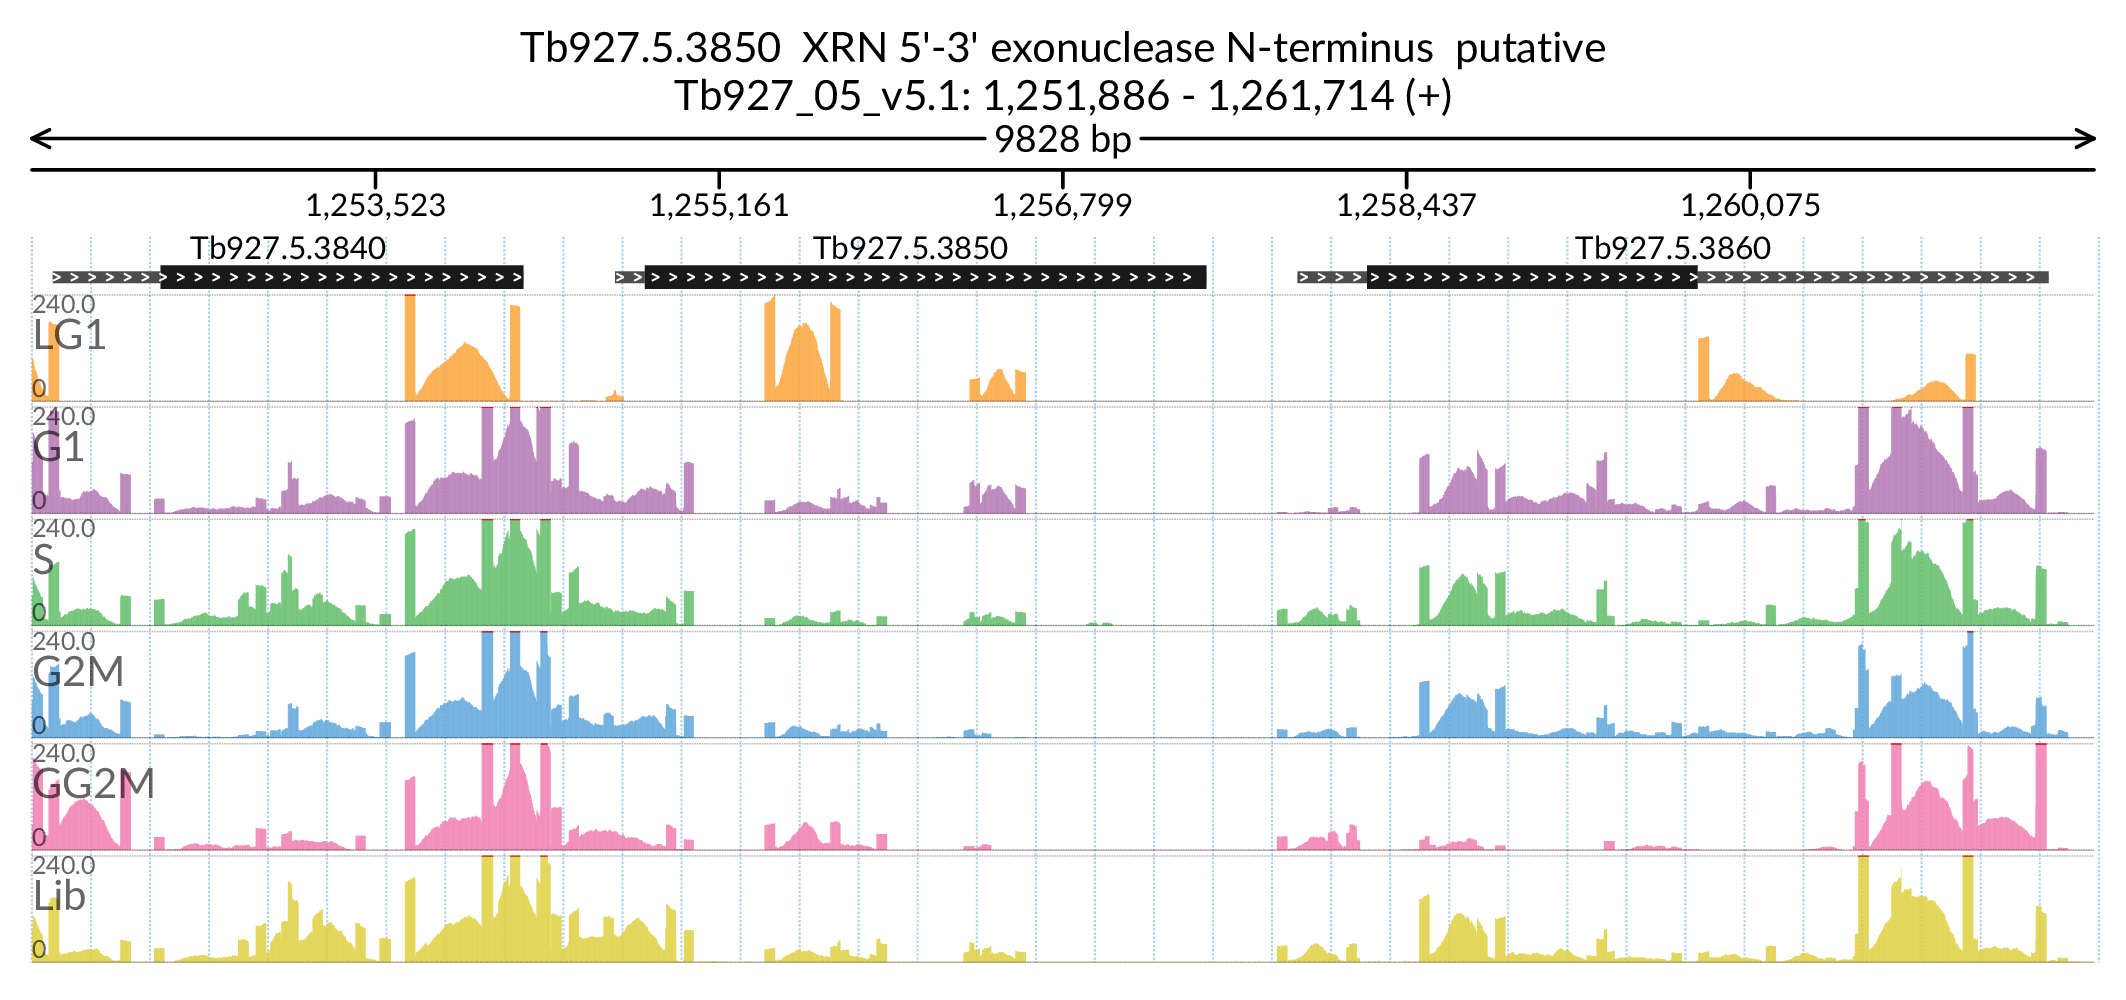 Tb927.5.3850  XRN 5'-3' exonuclease N-terminus  putative
Tb927_05_v5.1: 1,251,886 - 1,261,714 (+)
9828 bp
1,253,523 1,255,161 1,256,799 1,258,437 1,260,075
Tb927.5.3840 Tb927.5.3850 Tb927.5.3860
240.0
LG1
0
240.0
G1
0
240.0
S
0
240.0
G2M
0
240.0
GG2M
0
240.0
Lib
0